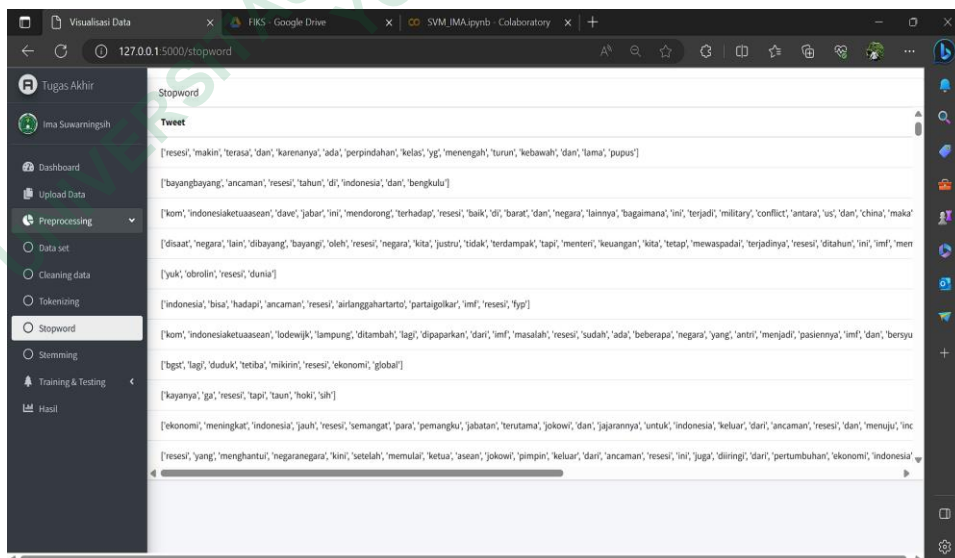 Visualisasi Data
FIKS - Google Drive
SVM_IMA.ipynb - Colaboratory
127.0.0.1:5000/stopword
Tugas Akhir
Ima Suwarningsih
Dashboard
Upload Data
Preprocessing
Data set
Cleaning data
Tokenizing
Stopword
Stemming
Training & Testing
Hasil
Stopword
Tweet
['resesi', 'makin', 'terasa', 'dan', 'karenanya', 'ada', 'perpindahan', 'kelas', 'yg', 'menengah', 'turun', 'kebawah', 'dan', 'lama', 'pupus']
['bayangbayang', 'ancaman', 'resesi', 'tahun', 'di', 'indonesia', 'dan', 'bengkulu']
['kom', 'indonesiaketuaasean', 'dave', 'jabar', 'ini', 'mendorong', 'terhadap', 'resesi', 'baik', 'di', 'barat', 'dan', 'negara', 'lainnya', 'bagaimana', 'ini', 'terjadi', 'military', 'conflict', 'antara', 'us', 'dan', 'china', 'maka'
['disaat', 'negara', 'lain', 'dibayang', 'bayangi', 'oleh', 'resesi', 'negara', 'kita', 'justru', 'tidak', 'terdampak', 'tapi', 'menteri', 'keuangan', 'kita', 'tetap', 'mewaspadai', 'terjadinya', 'resesi', 'ditahun', 'ini', 'imf', 'men
['yuk', 'obrolin', 'resesi', 'dunia']
['indonesia', 'bisa', 'hadapi', 'ancaman', 'resesi', 'airlanggahartarto', 'partaigolkar', 'imf', 'resesi', 'fyp']
['kom', 'indonesiaketuaasean', 'lodewijk', 'lampung', 'ditambah', 'lagi', 'dipaparkan', 'dari', 'imf', 'masalah', 'resesi', 'sudah', 'ada', 'beberapa', 'negara', 'yang', 'antri', 'menjadi', 'pasiennya', 'imf', 'dan', 'bersyu
['bgst', 'lagi', 'duduk', 'tetiba', 'mikirin', 'resesi', 'ekonomi', 'global']
['kayanya', 'ga', 'resesi', 'tapi', 'taun', 'hoki', 'sih']
['ekonomi', 'meningkat', 'indonesia', 'jauh', 'resesi', 'semangat', 'para', 'pemangku', 'jabatan', 'terutama', 'jokowi', 'dan', 'jajarannya', 'untuk', 'indonesia', 'keluar', 'dari', 'ancaman', 'resesi', 'dan', 'menuju', 'inc
['resesi', 'yang', 'menghantui', 'negaranegara', 'kini', 'setelah', 'memulai', 'ketua', 'asean', 'jokowi', 'pimpin', 'keluar', 'dari', 'ancaman', 'resesi', 'ini', 'juga', 'diiringi', 'dari', 'pertumbuhan', 'ekonomi', 'indonesia'